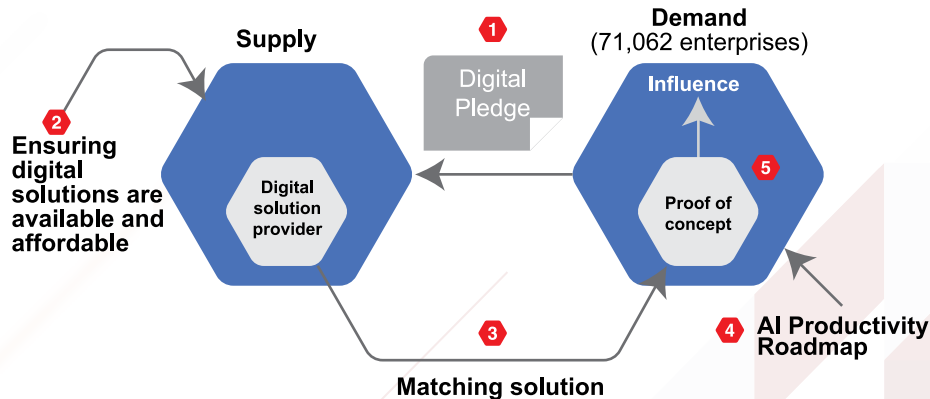 Supply
1
Demand
(71,062 enterprises)
Digital
Pledge
Influence
2
Ensuring
digital
solutions are
available and
affordable
Digital
solution
provider
5
Proof of
concept
3
Matching solution
4
AI Productivity
Roadmap